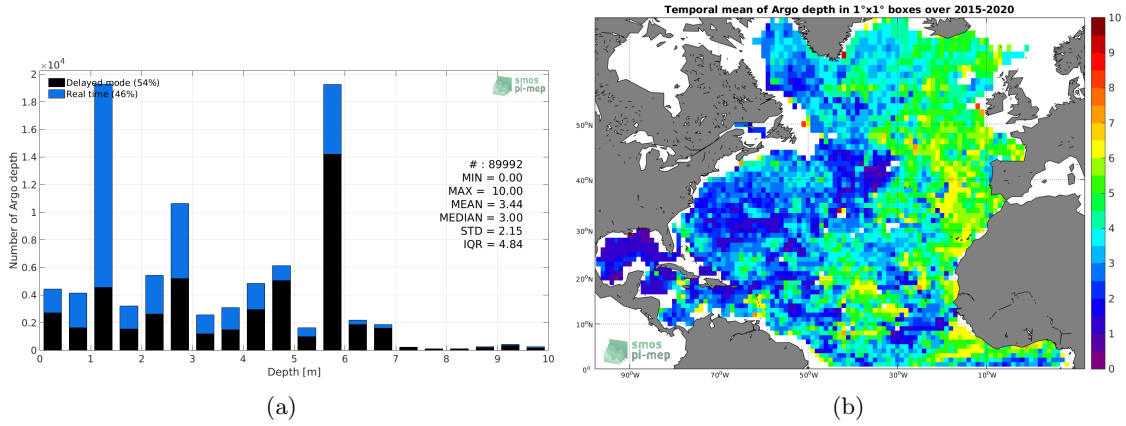 ×10⁴
2
1.8
1.6
1.4
1.2
1
0.8
0.6
0.4
0.2
0
Number of Argo depth
Delayed mode (54%)
Real time (46%)
smos
pi-mep
# : 89992
MIN = 0.00
MAX = 10.00
MEAN = 3.44
MEDIAN = 3.00
STD = 2.15
IQR = 4.84
0 1 2 3 4 5 6 7 8 9 10
Depth [m]
(a)
Temporal mean of Argo depth in 1°x1° boxes over 2015-2020
50°N
40°N
30°N
20°N
10°N
0°
90°W 70°W 50°W 30°W 10°W
smos
pi-mep
10
9
8
7
6
5
4
3
2
1
0
(b)